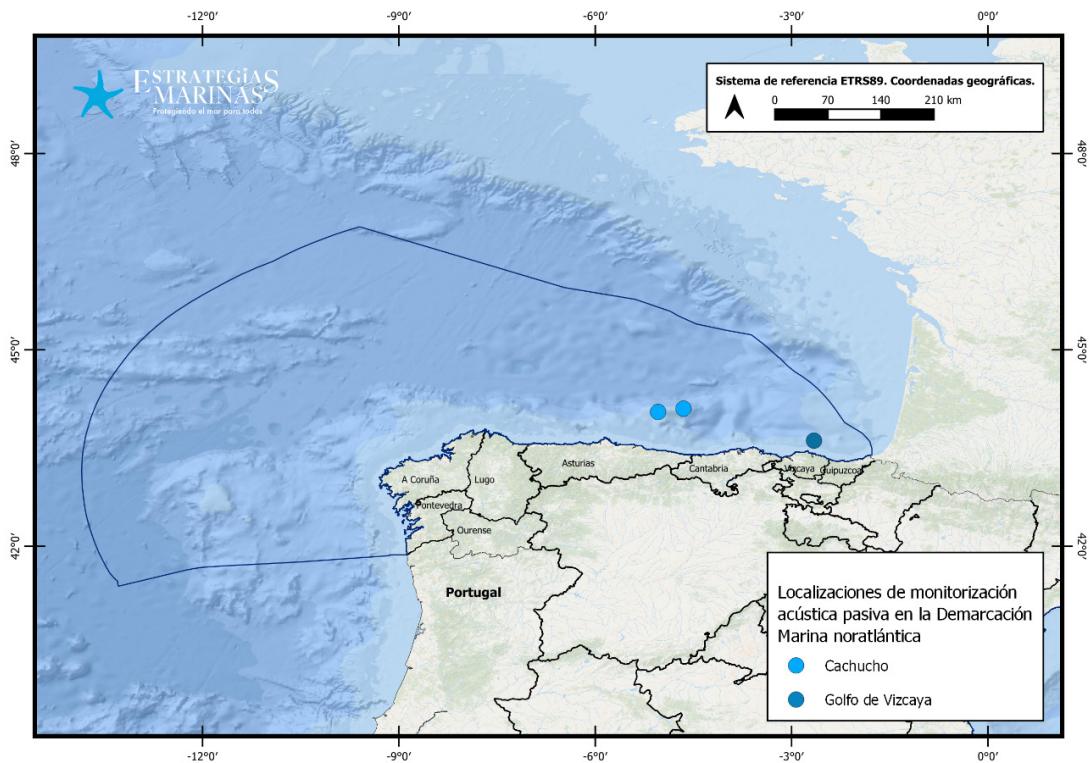 -12°0'
-9°0'
-6°0'
-3°0'
0°0'
ESTRATEGIAS
MARINAS
Protegiendo el mar para todos
Sistema de referencia ETRS89. Coordenadas geográficas.
0 70 140 210 km
48°0'
48°0'
45°0'
45°0'
42°0'
42°0'
A Coruña
Lugo
Pontevedra
Ourense
Asturias
Cantabria
Vizcaya
Guipuzcoa
Portugal
Localizaciones de monitorización
acústica pasiva en la Demarcación
Marina noratlántica
Cachucho
Golfo de Vizcaya
-12°0'
-9°0'
-6°0'
-3°0'
0°0'